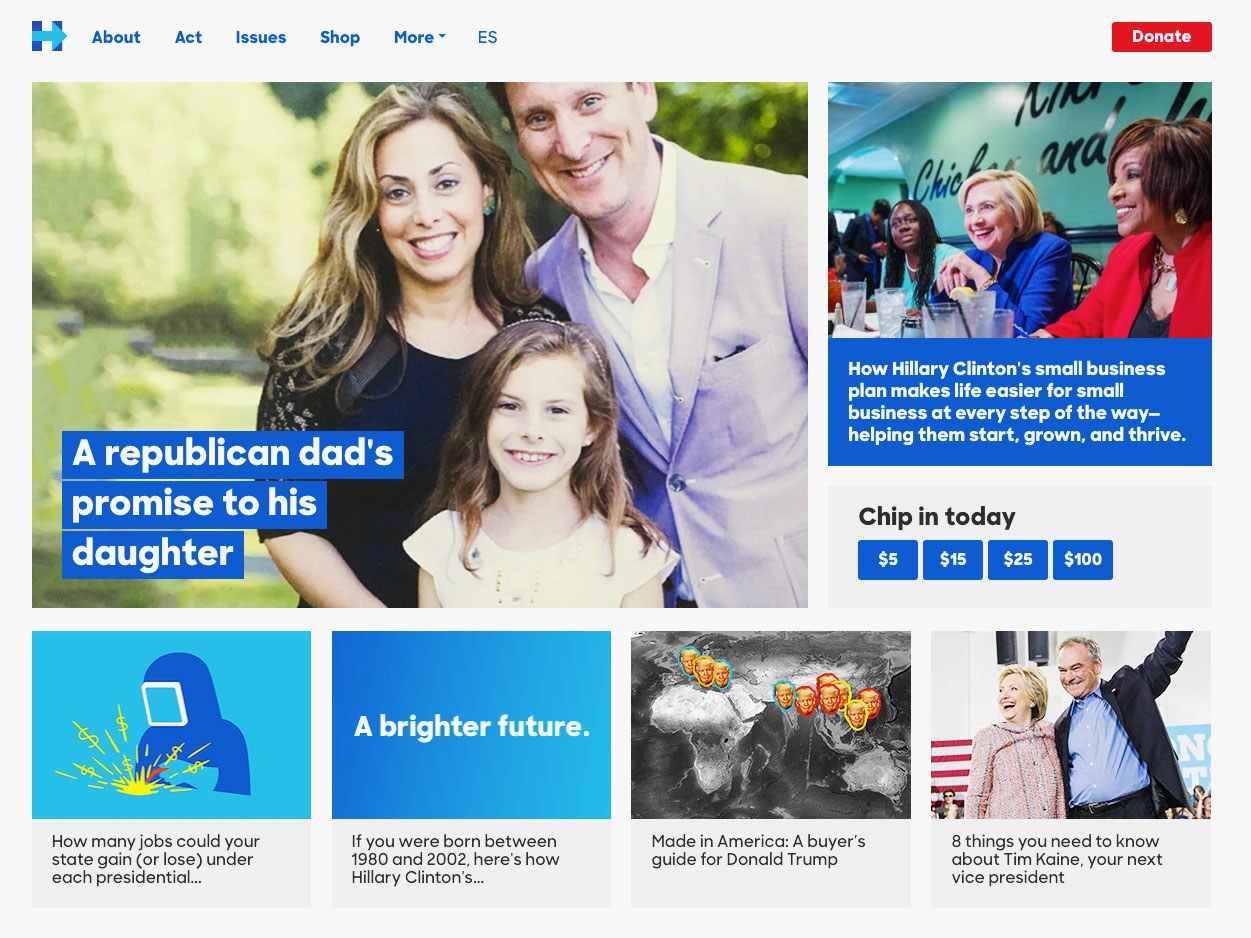 About Act Issues Shop More ES
Donate
A republican dad's
promise to his
daughter
Chicken and
How Hillary Clinton's small business
plan makes life easier for small
business at every step of the way—
helping them start, grown, and thrive.
Chip in today
$5 $15 $25 $100
A brighter future.
How many jobs could your
state gain (or lose) under
each presidential...
If you were born between
1980 and 2002, here's how
Hillary Clinton's...
Made in America: A buyer's
guide for Donald Trump
8 things you need to know
about Tim Kaine, your next
vice president